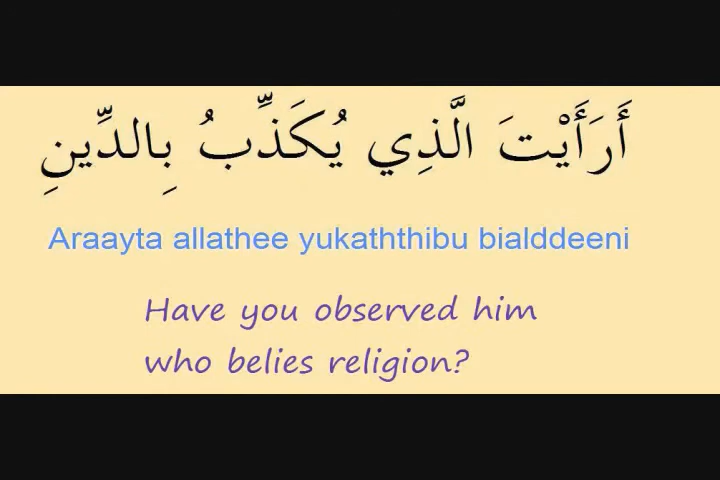 أَرَأَيْتَ الَّذِي يُكَذِّبُ بِالدِّينِ
Araayta allathee yukaththibu bialddeeni
Have you observed him
who belies religion?